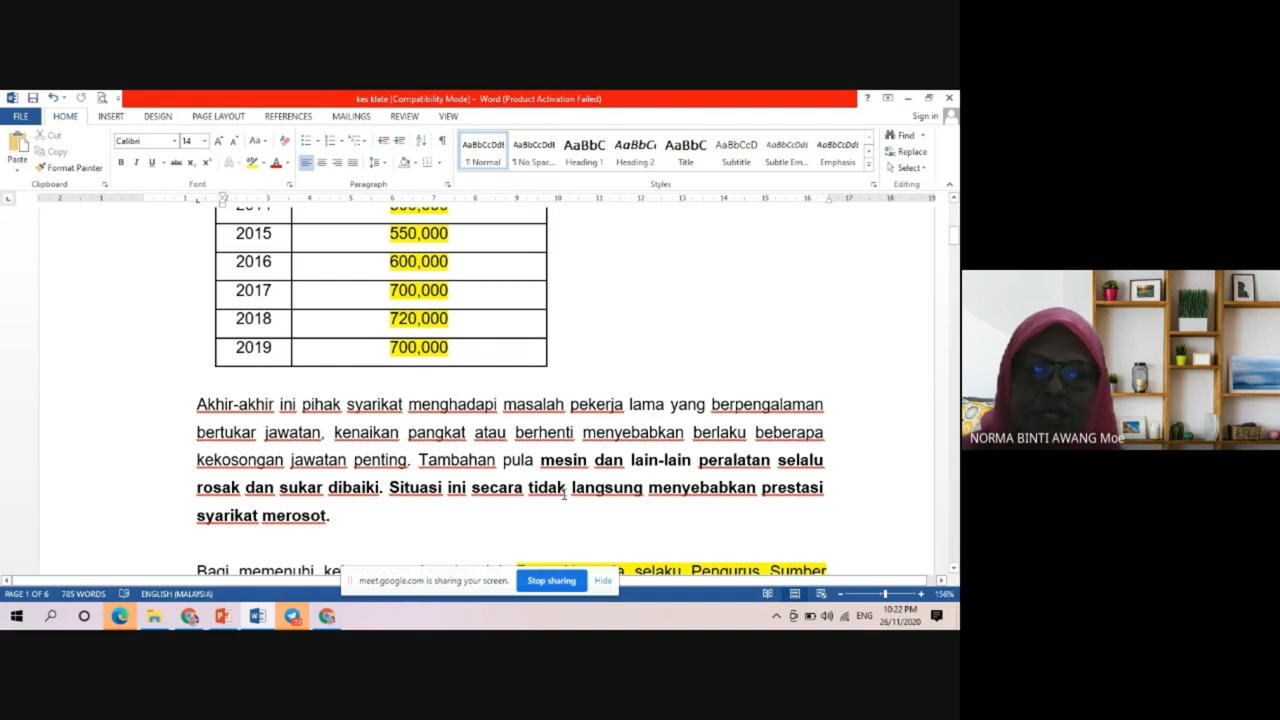 kes klate [Compatibility Mode] - Word (Product Activation Failed)
FILE HOME INSERT DESIGN PAGE LAYOUT REFERENCES MAILINGS REVIEW VIEW Sign in
Paste
Cut
Copy
Format Painter
Clipboard
Calibri 14
Font
Paragraph
AaBbCcDdI AaBbCcDdI AaBbC AaBbCc AaBbC AaBbCcD AaBbCcDdI AaBbCcDdI
¶ Normal ¶ No Spac... Heading 1 Heading 2 Title Subtitle Subtle Em... Emphasis
Styles
Find
Replace
Select
Editing
2015 550,000
2016 600,000
2017 700,000
2018 720,000
2019 700,000
Akhir-akhir ini pihak syarikat menghadapi masalah pekerja lama yang berpengalaman
bertukar jawatan, kenaikan pangkat atau berhenti menyebabkan berlaku beberapa
kekosongan jawatan penting. Tambahan pula mesin dan lain-lain peralatan selalu
rosak dan sukar dibaiki. Situasi ini secara tidak langsung menyebabkan prestasi
syarikat merosot.
Bagi memenuhi selaku Pengurus Sumber
meet.google.com is sharing your screen. Stop sharing Hide
PAGE 1 OF 6 785 WORDS ENGLISH (MALAYSIA) 156%
ENG 10:22 PM
26/11/2020
NORMA BINTI AWANG Moe